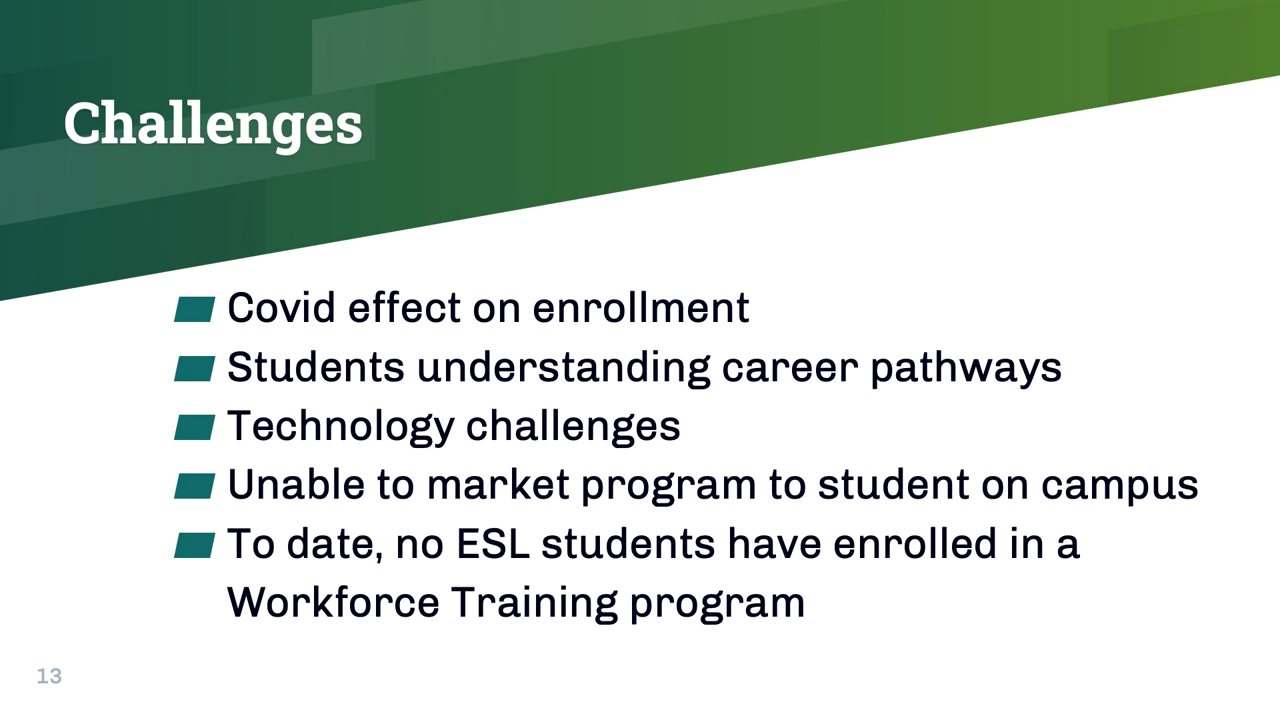 Challenges
Covid effect on enrollment
Students understanding career pathways
Technology challenges
Unable to market program to student on campus
To date, no ESL students have enrolled in a
Workforce Training program
13